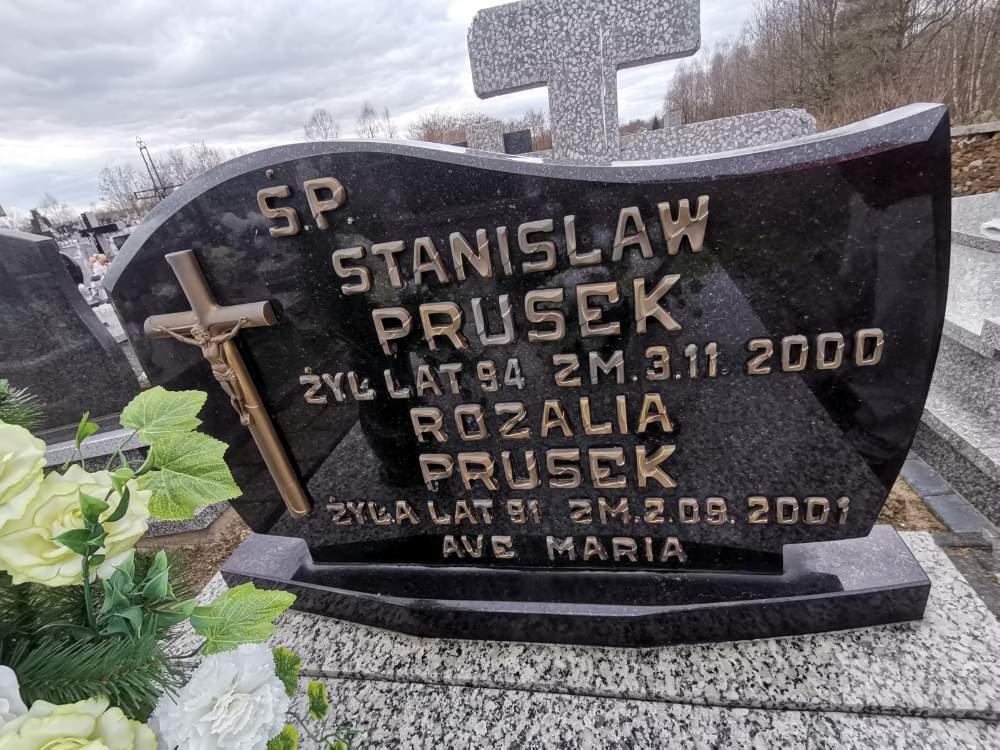 Ś.P.
STANISŁAW
PRUSEK
ŻYŁ LAT 94 ZM. 3.11. 2000
ROZALIA
PRUSEK
ŻYŁA LAT 91 ZM. 2.09. 2001
AVE MARIA